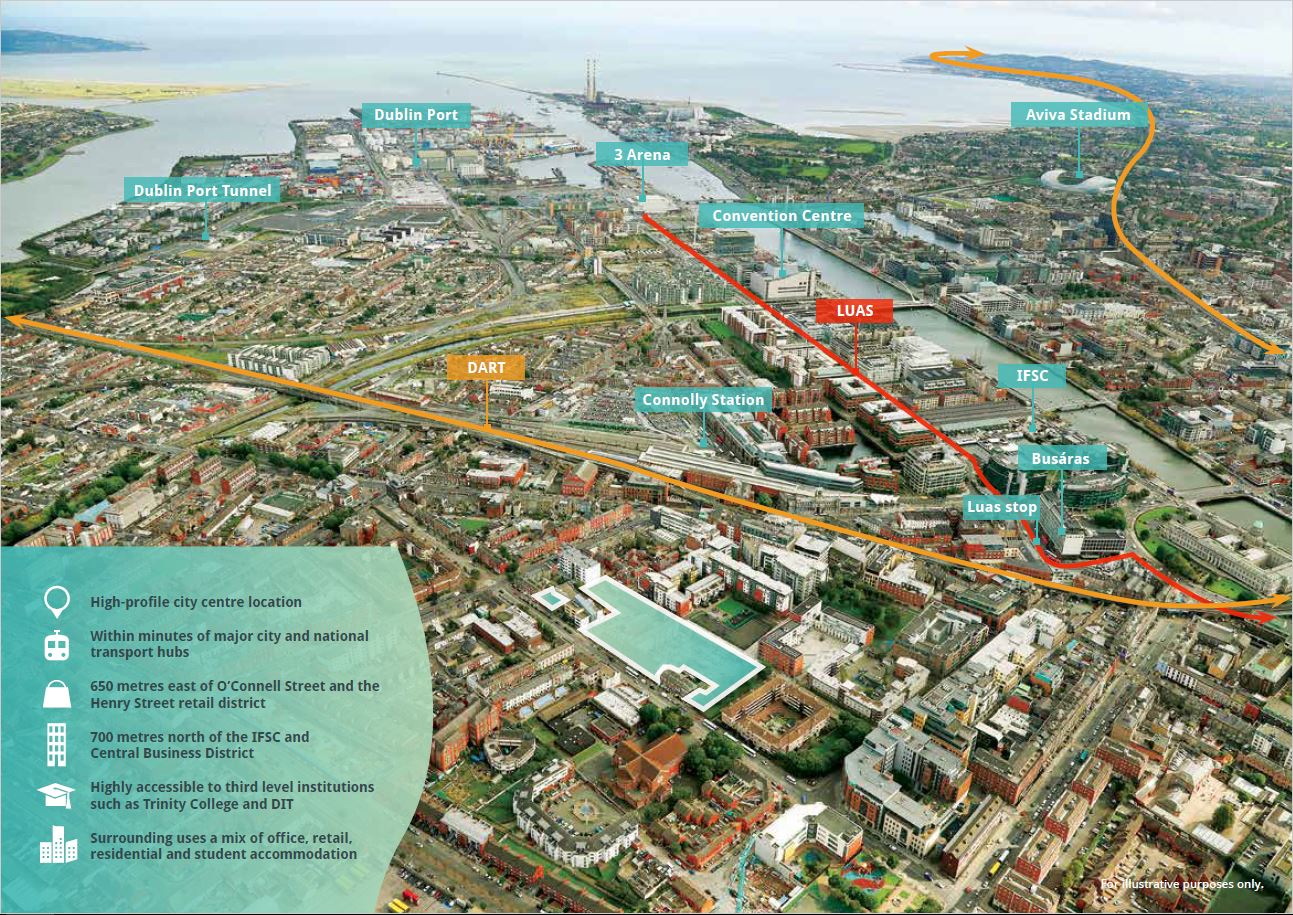 Dublin Port
Aviva Stadium
3 Arena
Dublin Port Tunnel
Convention Centre
LUAS
DART
IFSC
Connolly Station
Busáras
Luas stop
High-profile city centre location
Within minutes of major city and national
transport hubs
650 metres east of O'Connell Street and the
Henry Street retail district
700 metres north of the IFSC and
Central Business District
Highly accessible to third level institutions
such as Trinity College and DIT
Surrounding uses a mix of office, retail,
residential and student accommodation
For illustrative purposes only.